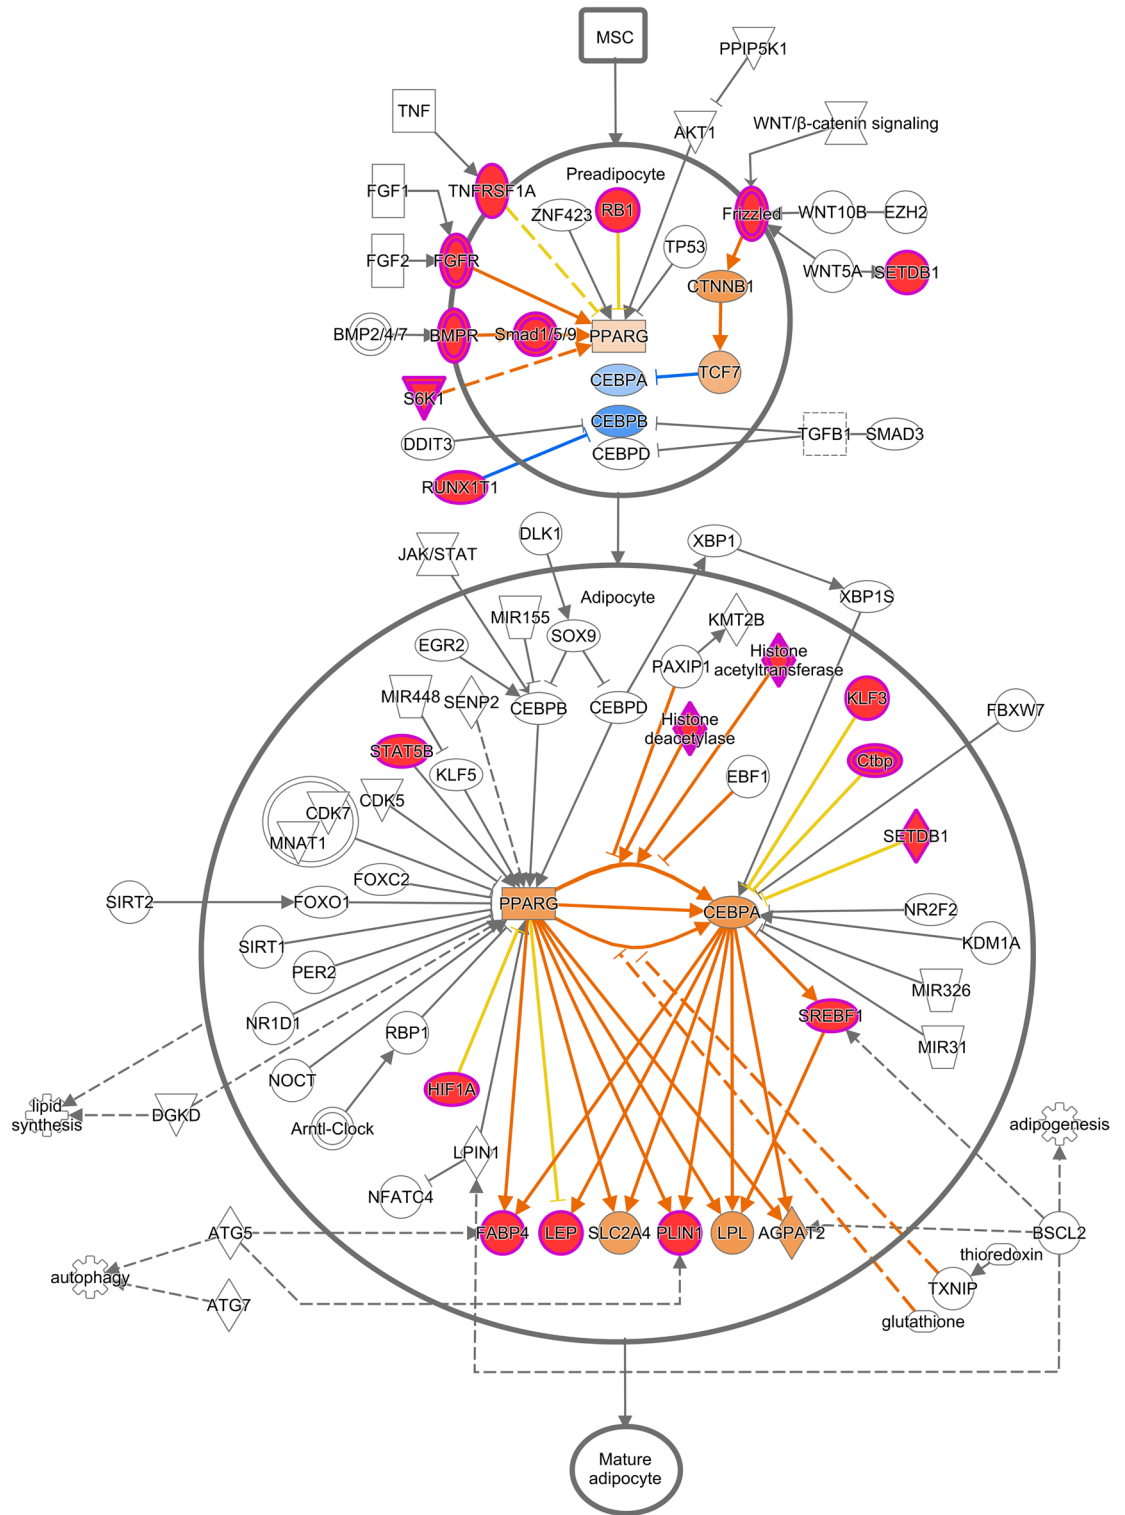 MSC
PPIP5K1
TNF
AKT1
WNT/β-catenin signaling
Preadipocyte
FGF1
TNFRSF1A
ZNF423
RB1
Frizzled
WNT10B
EZH2
TP53
FGF2
FGFR
WNT5A
SETDB1
CTNNB1
BMP2/4/7
BMPR
Smad1/5/9
PPARG
CEBPA
TCF7
S6K1
CEBPB
DDIT3
CEBPD
TGFB1
SMAD3
RUNX1T1
DLK1
XBP1
JAK/STAT
Adipocyte
XBP1S
MIR155
KMT2B
SOX9
EGR2
PAXIP1
Histone
acetyltransferase
MIR448
SENP2
CEBPB
CEBPD
KLF3
FBXW7
Histone
deacetylase
STAT5B
KLF5
EBF1
Ctbp
CDK7
CDK5
MNAT1
SETDB1
FOXC2
SIRT2
FOXO1
PPARG
CEBPA
NR2F2
SIRT1
KDM1A
PER2
MIR326
NR1D1
RBP1
SREBF1
MIR31
NOCT
HIF1A
lipid
synthesis
DGKD
Arntl-Clock
LPIN1
adipogenesis
NFATC4
ATG5
FABP4
LEP
SLC2A4
PLIN1
LPL
AGPAT2
BSCL2
thioredoxin
autophagy
ATG7
TXNIP
glutathione
Mature
adipocyte